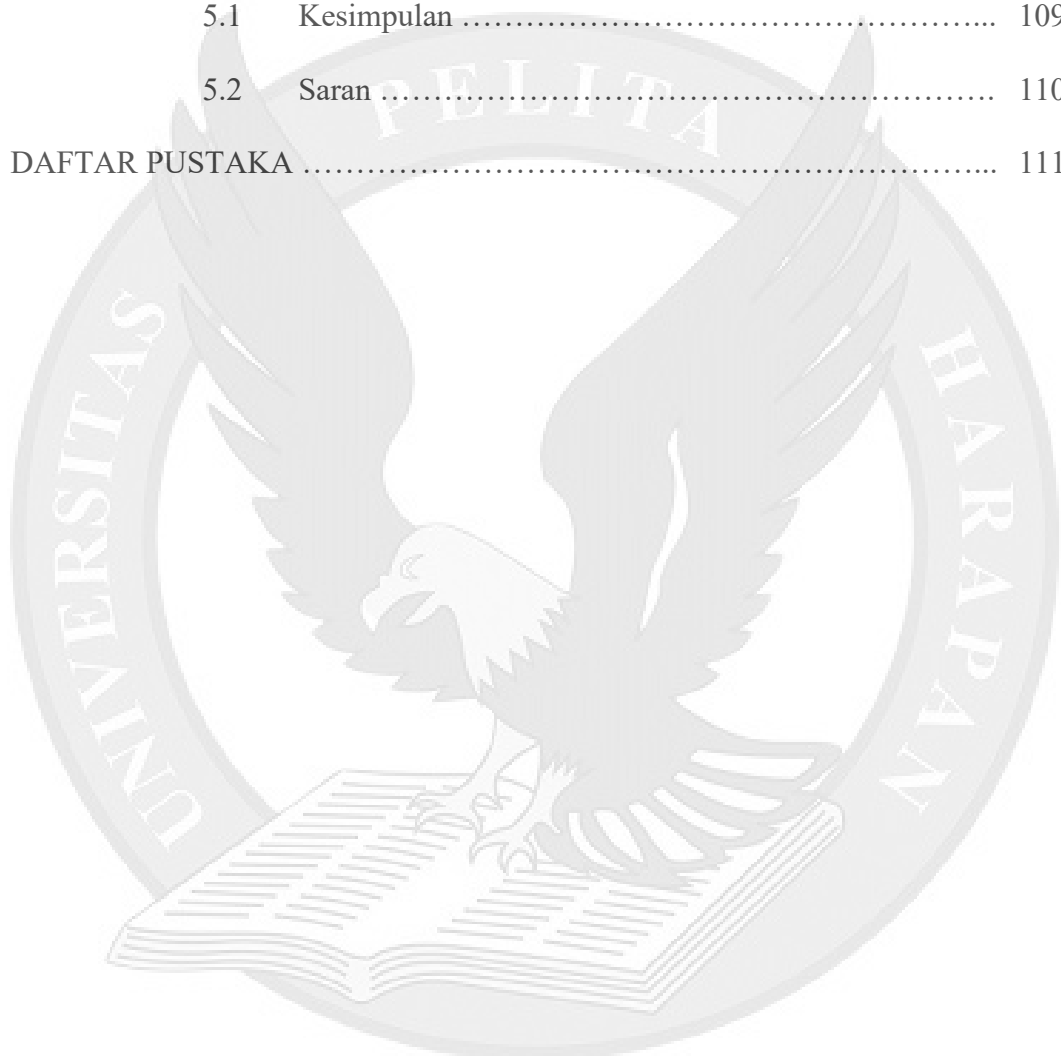 5.1 Kesimpulan ……………………………………………... 109
5.2 Saran ……………………………………………………. 110
DAFTAR PUSTAKA …………………………………………………………... 111
UNIVERSITAS PELITA HARAPAN